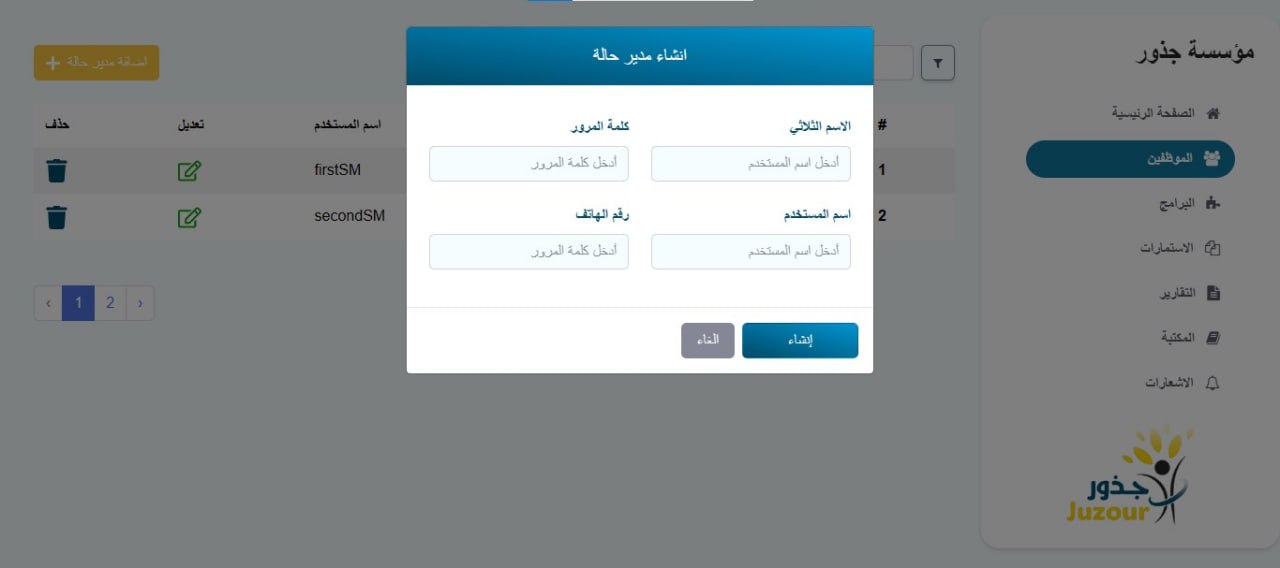 مؤسسة جذور
الصفحة الرئيسية
الموظفين
البرامج
الاستمارات
التقارير
المكتبة
الاشعارات
جذور
Juzour
اضافة مدير حالة +
# اسم المستخدم تعديل حذف
1 firstSM
2 secondSM
‹ 1 2 ›
انشاء مدير حالة
الاسم الثلاثي كلمة المرور
أدخل اسم المستخدم أدخل كلمة المرور
اسم المستخدم رقم الهاتف
أدخل اسم المستخدم أدخل كلمة المرور
إنشاء الغاء